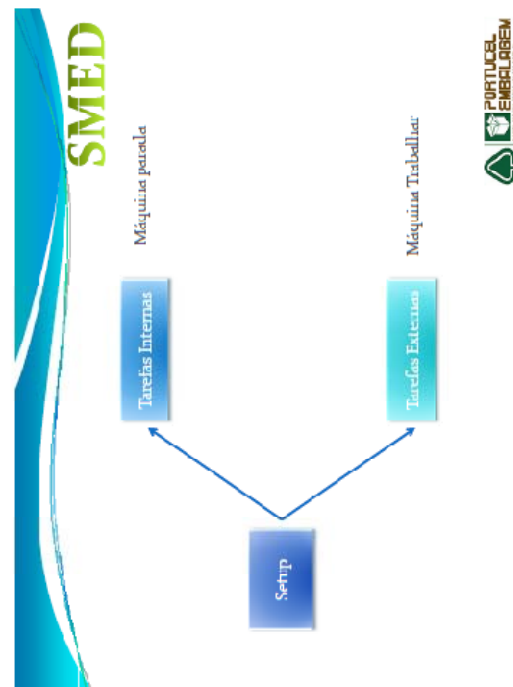 SMED
Tarefas Internas
Máquina parada
Setup
Tarefas Externas
Máquina Trabalhar
PORTUCEL
EMBALAGEM